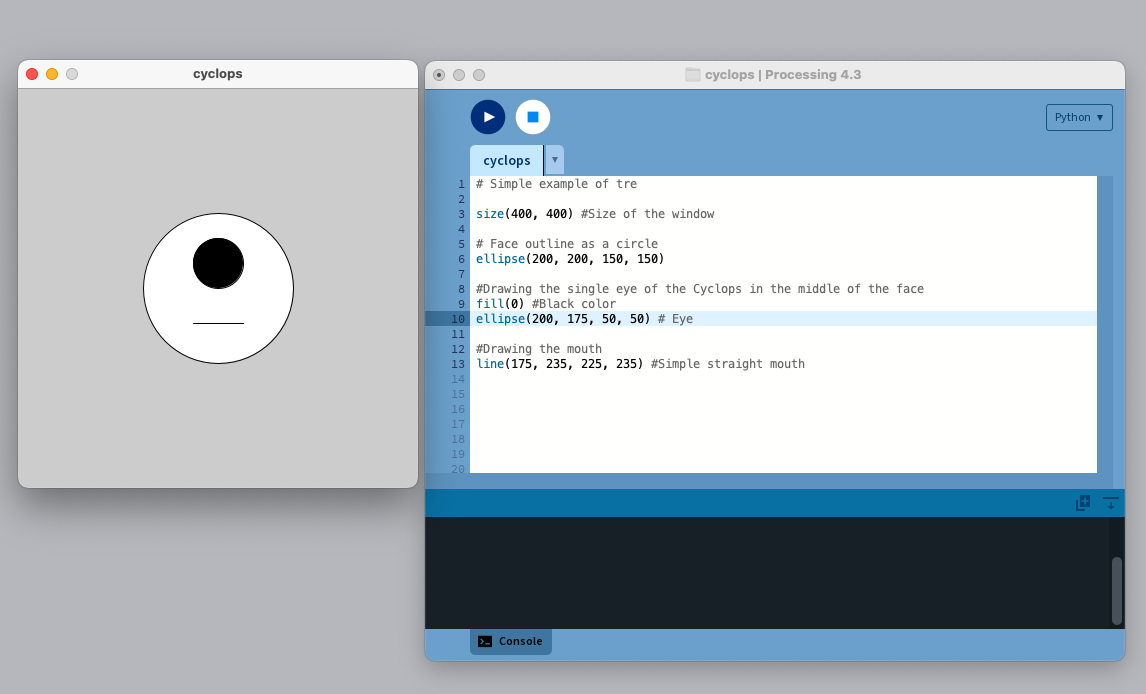 cyclops
cyclops | Processing 4.3
Python ▼
cyclops ▼
1 # Simple example of tre
2
3 size(400, 400) #Size of the window
4
5 # Face outline as a circle
6 ellipse(200, 200, 150, 150)
7
8 #Drawing the single eye of the Cyclops in the middle of the face
9 fill(0) #Black color
10 ellipse(200, 175, 50, 50) # Eye
11
12 #Drawing the mouth
13 line(175, 235, 225, 235) #Simple straight mouth
14
15
16
17
18
19
20
Console